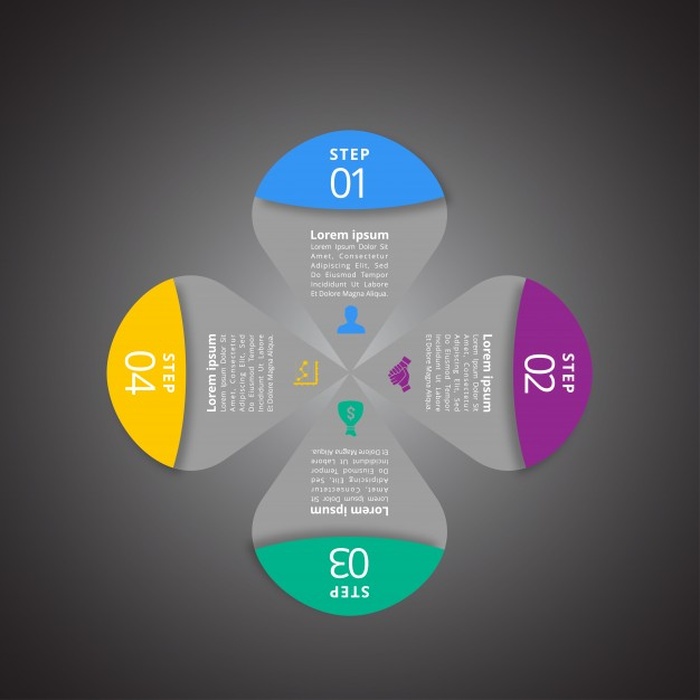 STEP
01
Lorem ipsum
Lorem Ipsum Dolor Sit
Amet, Consectetur
Adipiscing Elit, Sed
Do Eiusmod Tempor
Incididunt Ut Labore
Et Dolore Magna Aliqua.
STEP
02
Lorem ipsum
Lorem Ipsum Dolor Sit
Amet, Consectetur
Adipiscing Elit, Sed
Do Eiusmod Tempor
Incididunt Ut Labore
Et Dolore Magna Aliqua.
STEP
03
Lorem ipsum
Lorem Ipsum Dolor Sit
Amet, Consectetur
Adipiscing Elit, Sed
Do Eiusmod Tempor
Incididunt Ut Labore
Et Dolore Magna Aliqua.
$
STEP
04
Lorem ipsum
Lorem Ipsum Dolor Sit
Amet, Consectetur
Adipiscing Elit, Sed
Do Eiusmod Tempor
Incididunt Ut Labore
Et Dolore Magna Aliqua.